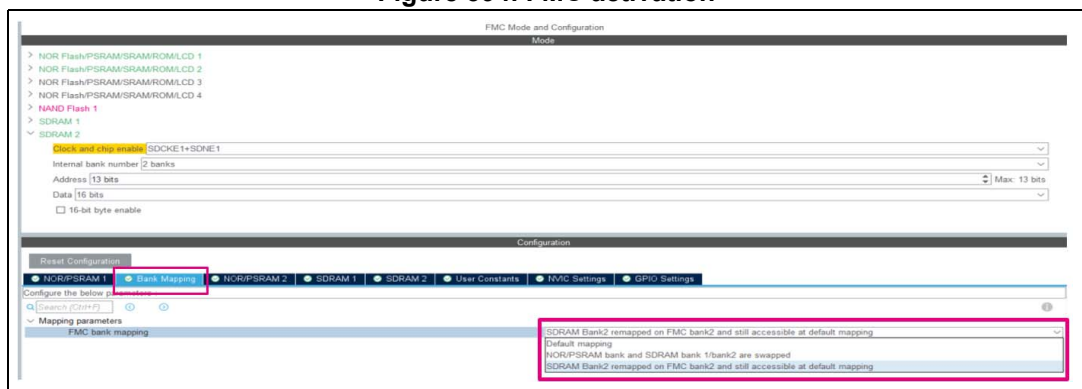 FMC Mode and Configuration
Mode
NOR Flash/PSRAM/SRAM/ROM/LCD 1
NOR Flash/PSRAM/SRAM/ROM/LCD 2
NOR Flash/PSRAM/SRAM/ROM/LCD 3
NOR Flash/PSRAM/SRAM/ROM/LCD 4
NAND Flash 1
SDRAM 1
SDRAM 2
Clock and chip enable SDCKE1+SDNE1
Internal bank number 2 banks
Address 13 bits Max: 13 bits
Data 16 bits
16-bit byte enable
Configuration
Reset Configuration
NOR/PSRAM 1 Bank Mapping NOR/PSRAM 2 SDRAM 1 SDRAM 2 User Constants NVIC Settings GPIO Settings
Configure the below parameters :
Search (Ctrl+F)
Mapping parameters
FMC bank mapping SDRAM Bank2 remapped on FMC bank2 and still accessible at default mapping
Default mapping
NOR/PSRAM bank and SDRAM bank 1/bank2 are swapped
SDRAM Bank2 remapped on FMC bank2 and still accessible at default mapping